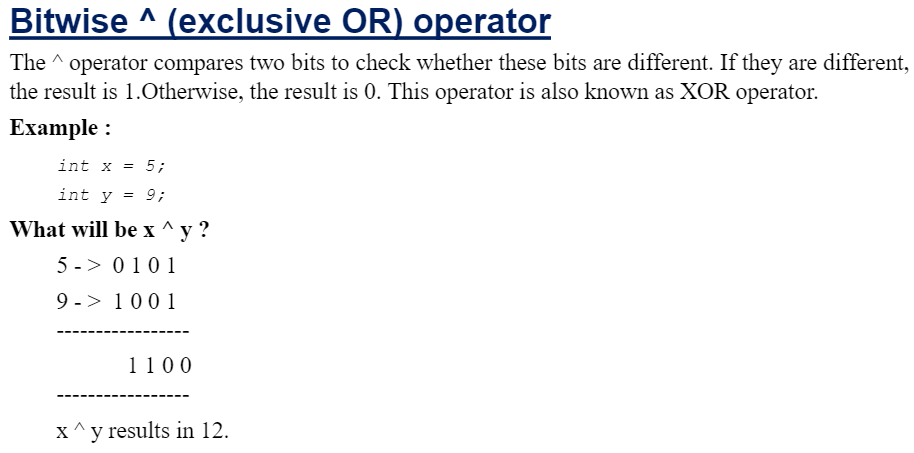 Bitwise ^ (exclusive OR) operator
The ^ operator compares two bits to check whether these bits are different. If they are different,
the result is 1.Otherwise, the result is 0. This operator is also known as XOR operator.
Example :
int x = 5;
int y = 9;
What will be x ^ y ?
5 - > 0 1 0 1
9 - > 1 0 0 1
-----------------
1 1 0 0
-----------------
x ^ y results in 12.